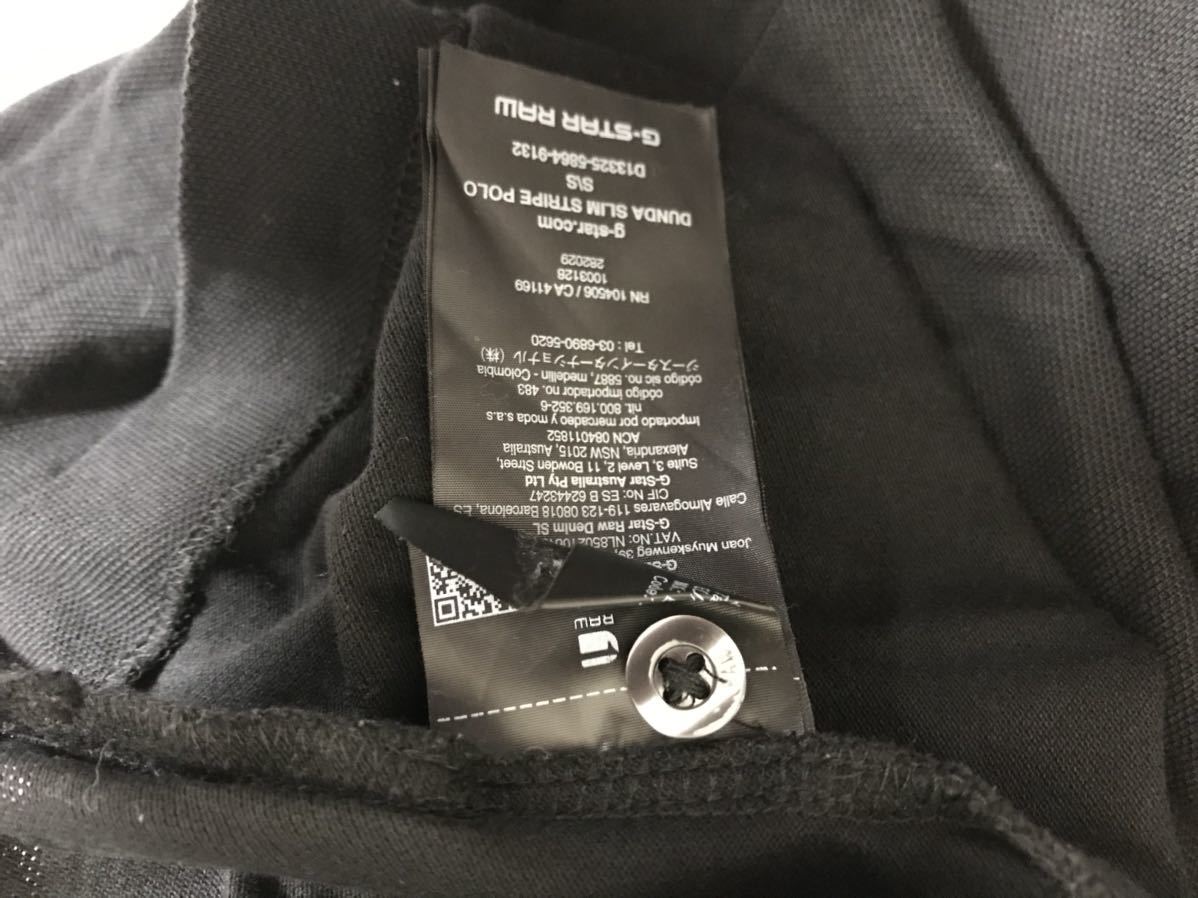 G-STAR RAW
D13325-5864-9132
S\S
DUNDA SLIM STRIPE POLO
g-star.com
282029
1003128
RN 104506 / CA 41169
Tel : 03-6890-5620
ジースターインターナショナル（株）
código sic no. 5887, medellin - Colombia
código importador no. 483
nit. 800.169.352-6
importado por mercadeo y moda s.a.s
ACN 084011852
Alexandria, NSW 2015, Australia
Suite 3, Level 2, 11 Bowden Street,
G-Star Australia Pty Ltd
CIF No: ES B 62443247
Calle Almogavares 119-123 08018 Barcelona, ES
G-Star Raw Denim SL
VAT.No:
Joan Muyskenweg 39,
RAW
RAW